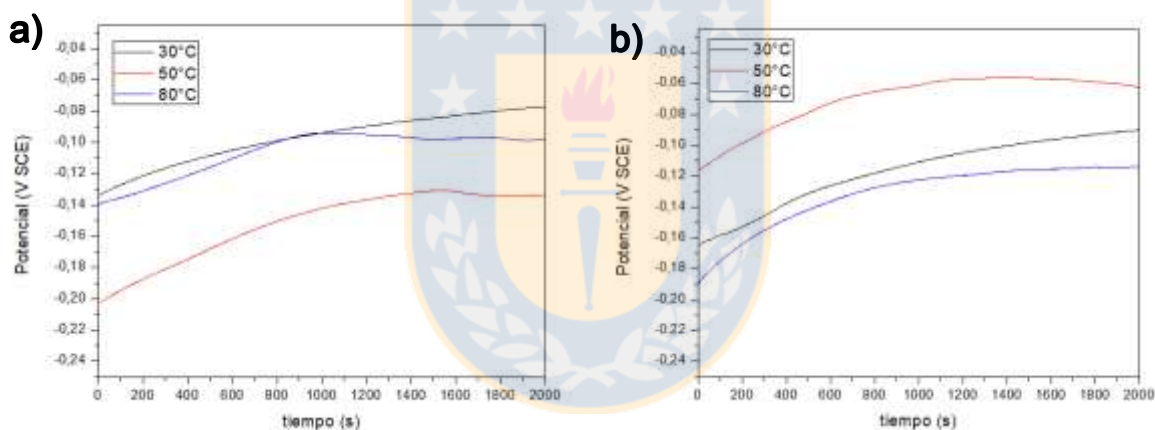 a)
Potencial (V SCE)
-0,04
-0,06
-0,08
-0,10
-0,12
-0,14
-0,16
-0,18
-0,20
-0,22
-0,24
30°C
50°C
80°C
0 200 400 600 800 1000 1200 1400 1600 1800 2000
tiempo (s)
b)
Potencial (V SCE)
-0,04
-0,06
-0,08
-0,10
-0,12
-0,14
-0,16
-0,18
-0,20
-0,22
-0,24
30°C
50°C
80°C
0 200 400 600 800 1000 1200 1400 1600 1800 2000
tiempo (s)